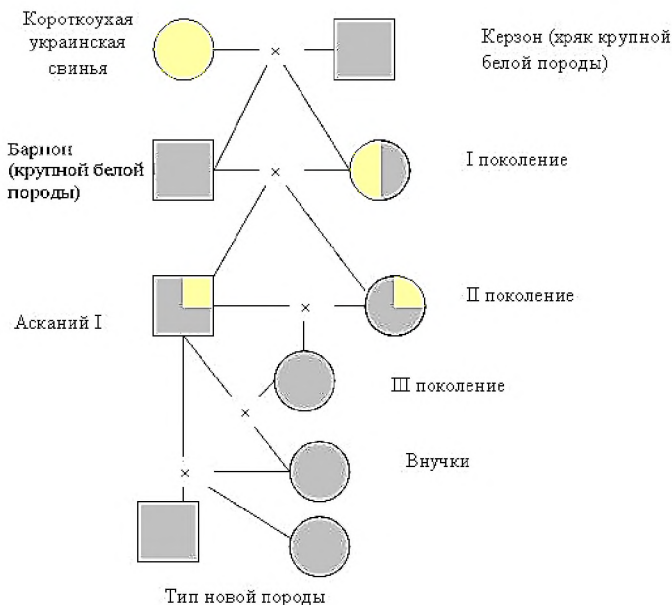 Короткоухая
украинская
свинья
Керзон (хряк крупной
белой породы)
Барнон
(крупной белой
породы)
I поколение
Асканий I
II поколение
III поколение
Внучки
Тип новой породы